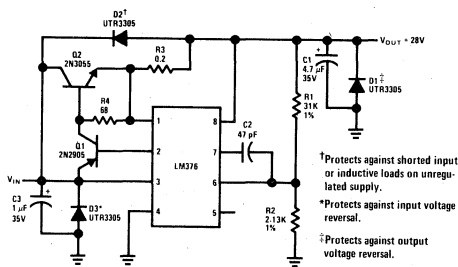 D2†
UTR3305
Q2
2N3055
R3
0.2
VOUT = 28V
C1
4.7 µF
35V
+
D1‡
UTR3305
R4
68
R1
31K
1%
1
8
C2
47 pF
Q1
2N2905
2
7
LM376
VIN
3
6
+
C3
1 µF
35V
D3*
UTR3305
4
5
R2
2.13K
1%
†Protects against shorted input
or inductive loads on unregu-
lated supply.
*Protects against input voltage
reversal.
‡Protects against output
voltage reversal.